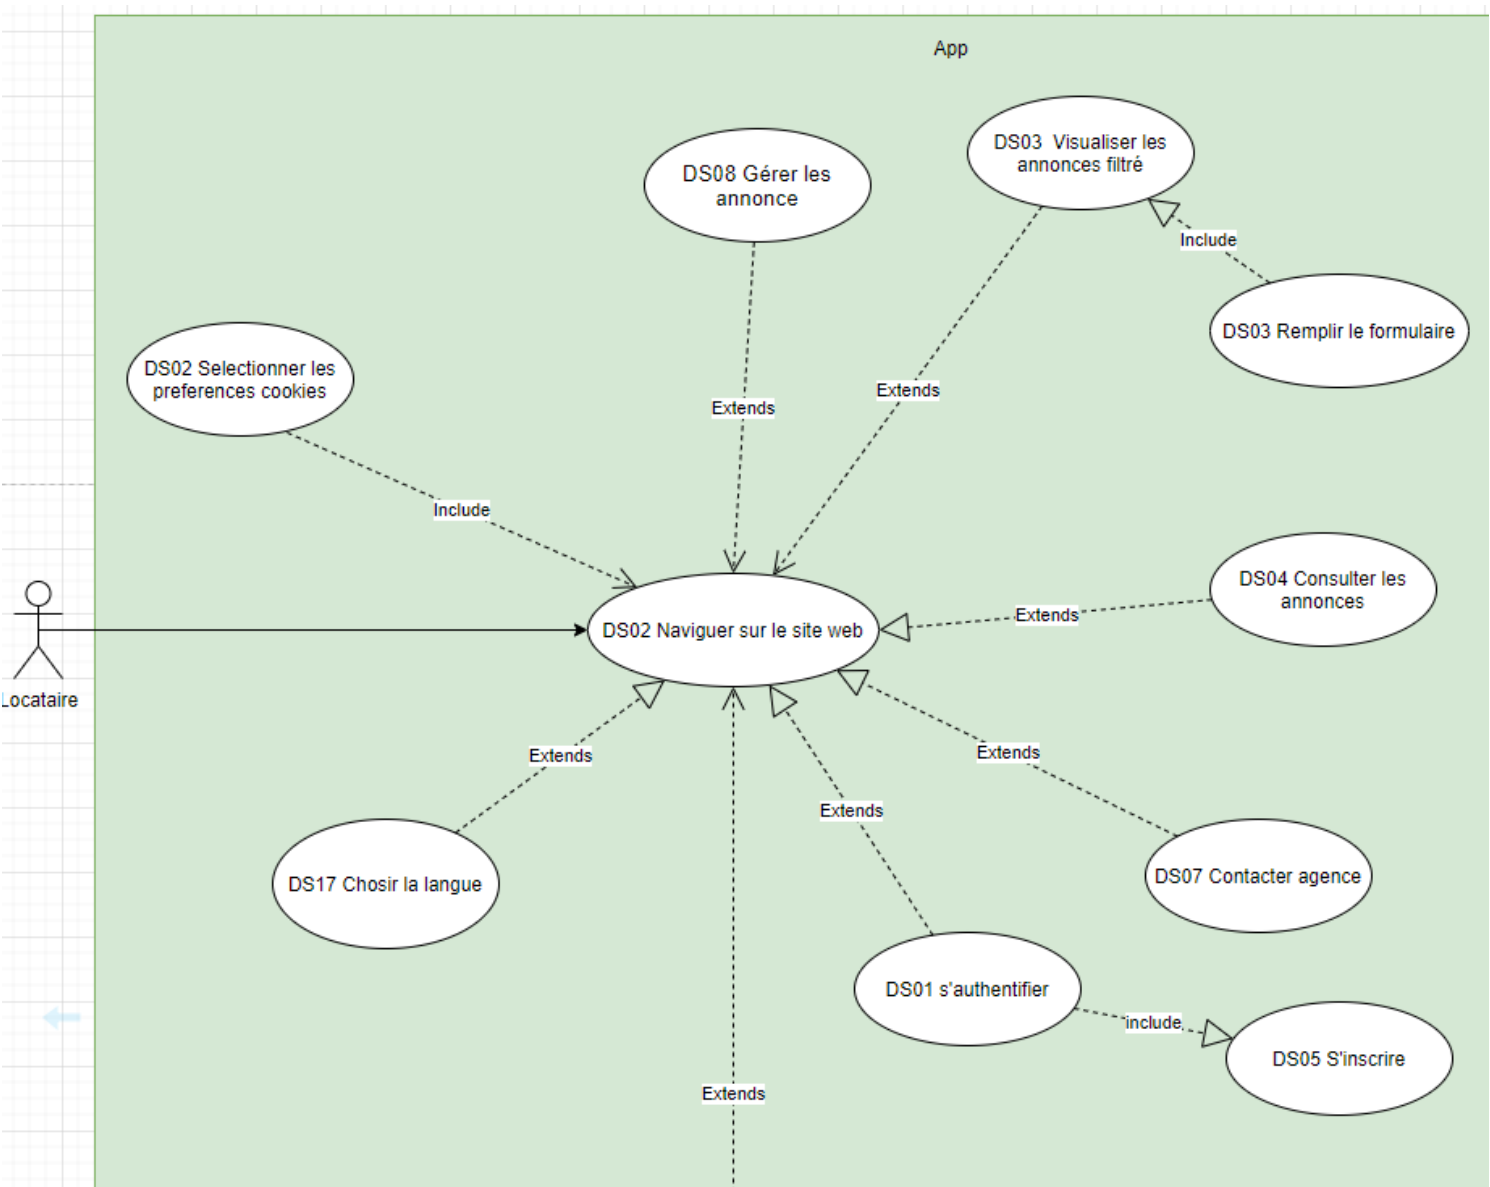 App
DS03  Visualiser les
annonces filtré
DS08 Gérer les
annonce
Include
DS03 Remplir le formulaire
DS02 Selectionner les
preferences cookies
Extends
Extends
Include
DS04 Consulter les
annonces
Extends
DS02 Naviguer sur le site web
Locataire
Extends
Extends
Extends
DS17 Chosir la langue
DS07 Contacter agence
DS01 s'authentifier
include
DS05 S'inscrire
Extends